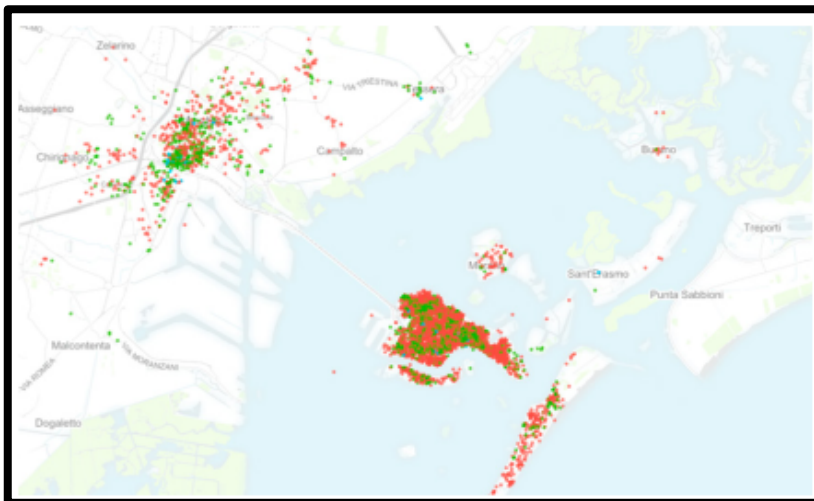 Zelarino
VIA TRIESTINA
Tessera
Asseggiano
Chirignago
Campalto
Burano
Treporti
Sant'Erasmo
Punta Sabbioni
Malcontenta
VIA MORANZANI
VIA ROMEA
Dogaletto